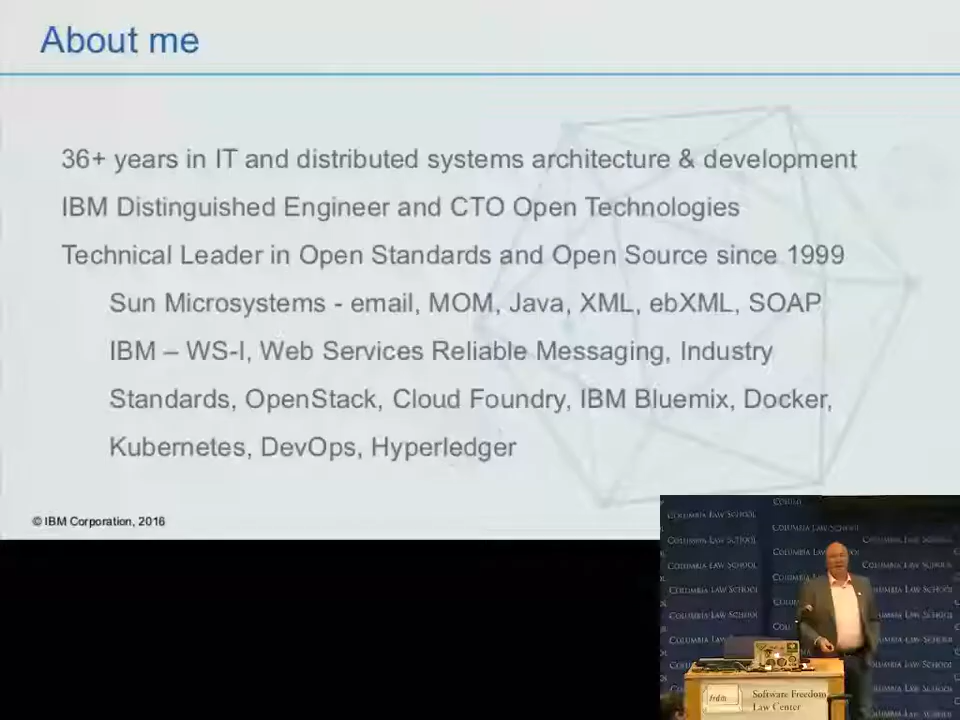 About me
36+ years in IT and distributed systems architecture & development
IBM Distinguished Engineer and CTO Open Technologies
Technical Leader in Open Standards and Open Source since 1999
Sun Microsystems - email, MOM, Java, XML, ebXML, SOAP
IBM – WS-I, Web Services Reliable Messaging, Industry
Standards, OpenStack, Cloud Foundry, IBM Bluemix, Docker,
Kubernetes, DevOps, Hyperledger
© IBM Corporation, 2016
COLUMBIA LAW SCHOOL
Software Freedom
Law Center